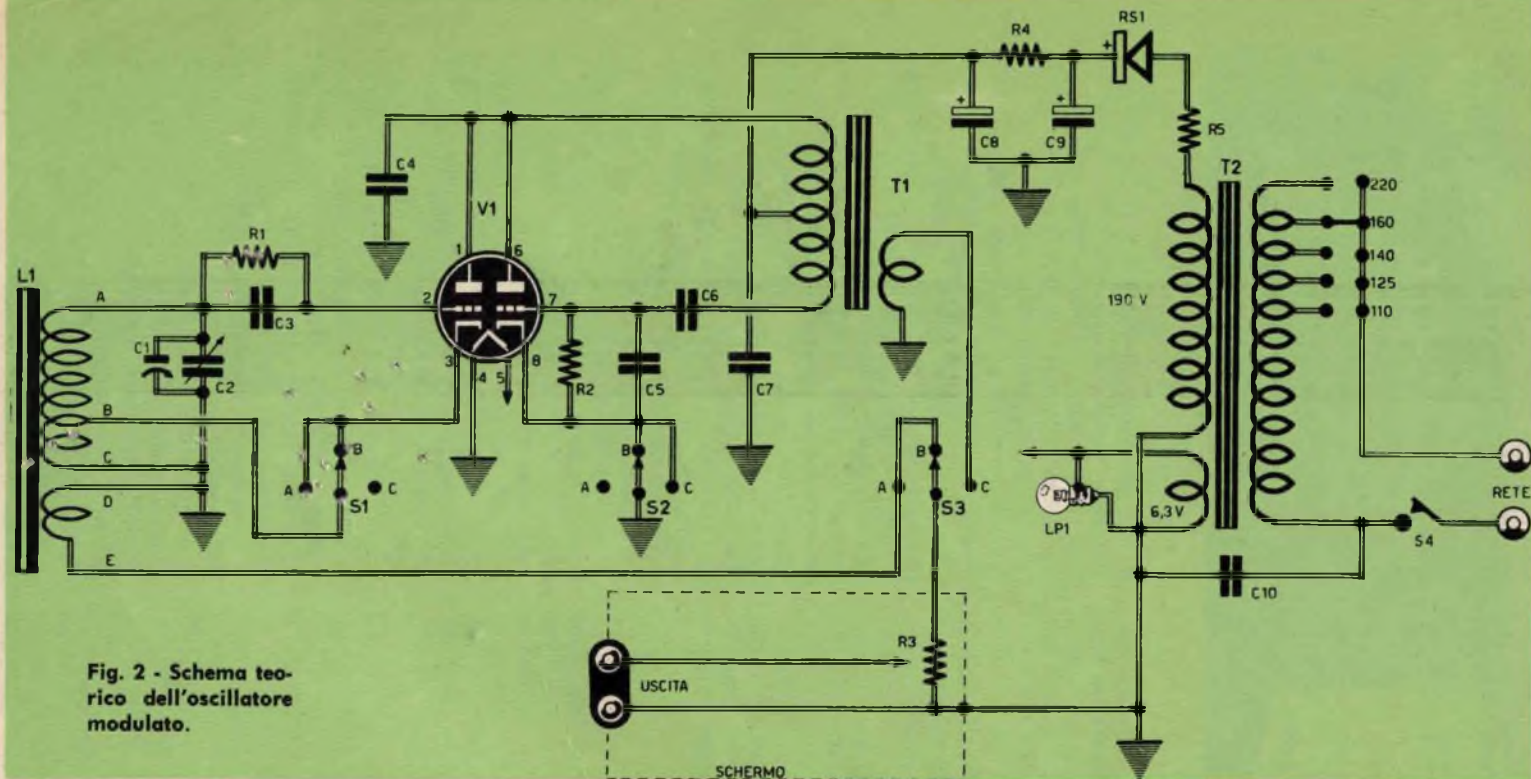 RS1
R4
+
+
+
C8
C9
R5
T2
220
160
140
125
110
190 V
T1
C4
V1
1
6
R1
L1
A
2
7
C6
C3
C1
C2
3
4
5
8
R2
C5
C7
B
C
D
E
A
B
C
S1
A
B
C
S2
A
B
C
S3
LP1
6,3 V
RETE
S4
C10
R3
USCITA
SCHERMO
Fig. 2 - Schema teo-
rico dell'oscillatore
modulato.